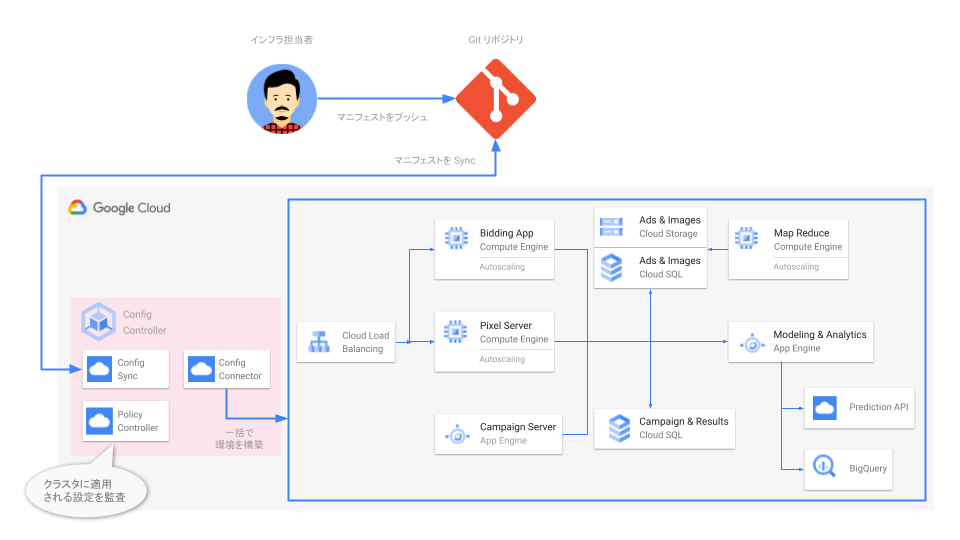 インフラ担当者
Git リポジトリ
マニフェストをプッシュ
マニフェストを Sync
Google Cloud
Config
Controller
Config
Sync
Config
Connector
Policy
Controller
一括で
環境を構築
クラスタに適用
される設定を監査
Cloud Load
Balancing
Bidding App
Compute Engine
Autoscaling
Pixel Server
Compute Engine
Autoscaling
Campaign Server
App Engine
Ads & Images
Cloud Storage
Ads & Images
Cloud SQL
Campaign & Results
Cloud SQL
Map Reduce
Compute Engine
Autoscaling
Modeling & Analytics
App Engine
Prediction API
BigQuery